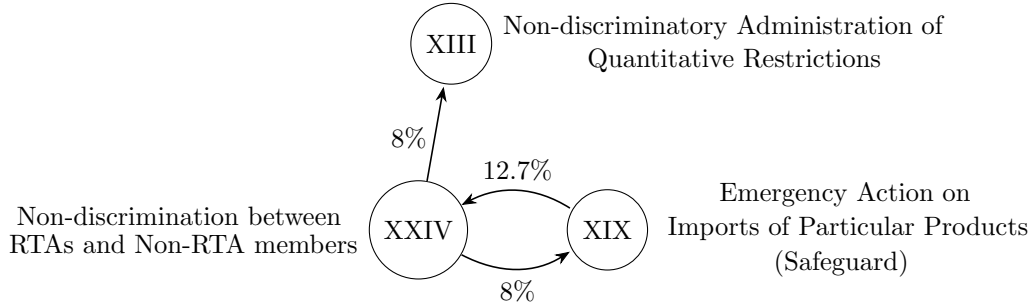 XIII
Non-discriminatory Administration of
Quantitative Restrictions
8%
12.7%
Non-discrimination between
RTAs and Non-RTA members
XXIV
XIX
Emergency Action on
Imports of Particular Products
(Safeguard)
8%